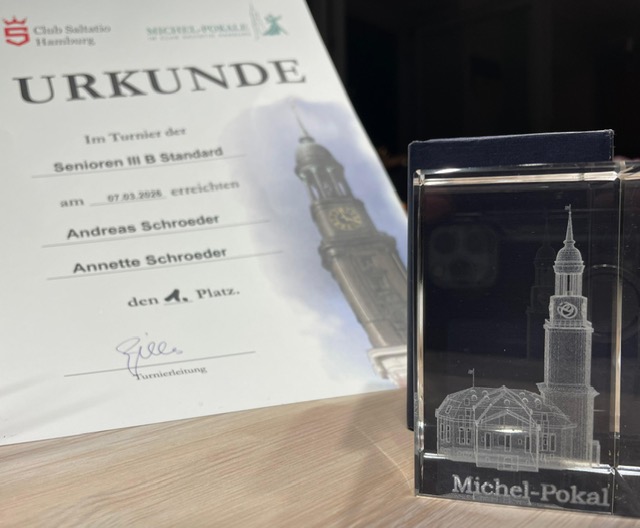 Club Saltatio
Hamburg
MICHEL-POKALE
URKUNDE
Im Turnier der
Senioren III B Standard
am 07.03.2026 erreichten
Andreas Schroeder
Annette Schroeder
den 1. Platz.
Turnierleitung
Michel-Pokal